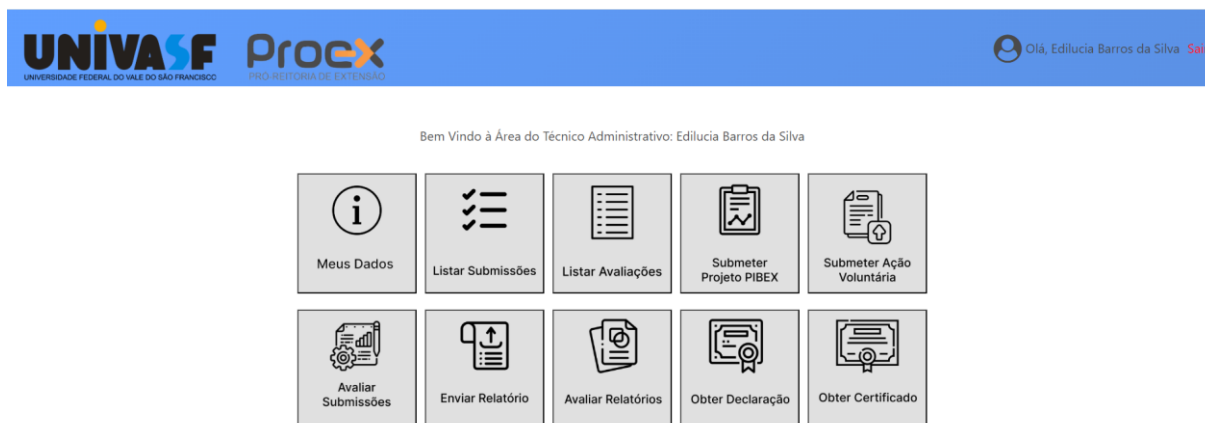 UNIVASF
UNIVERSIDADE FEDERAL DO VALE DO SÃO FRANCISCO
Proex
PRÓ-REITORIA DE EXTENSÃO
Olá, Edilucia Barros da Silva Sair
Bem Vindo à Área do Técnico Administrativo: Edilucia Barros da Silva
Meus Dados
Listar Submissões
Listar Avaliações
Submeter
Projeto PIBEX
Submeter Ação
Voluntária
Avaliar
Submissões
Enviar Relatório
Avaliar Relatórios
Obter Declaração
Obter Certificado